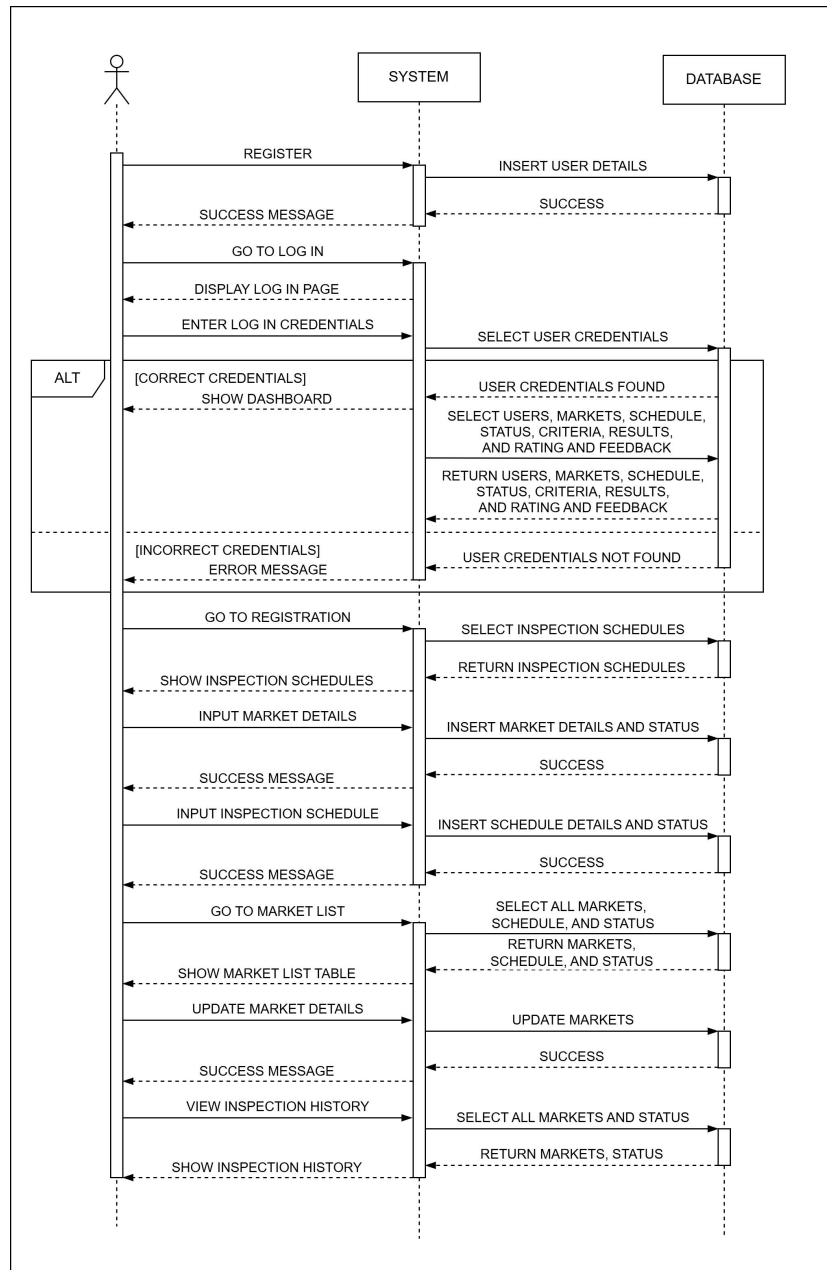 SYSTEM
DATABASE
REGISTER
INSERT USER DETAILS
SUCCESS
SUCCESS MESSAGE
GO TO LOG IN
DISPLAY LOG IN PAGE
ENTER LOG IN CREDENTIALS
SELECT USER CREDENTIALS
ALT
[CORRECT CREDENTIALS]
USER CREDENTIALS FOUND
SHOW DASHBOARD
SELECT USERS, MARKETS, SCHEDULE,
STATUS, CRITERIA, RESULTS,
AND RATING AND FEEDBACK
RETURN USERS, MARKETS, SCHEDULE,
STATUS, CRITERIA, RESULTS,
AND RATING AND FEEDBACK
[INCORRECT CREDENTIALS]
USER CREDENTIALS NOT FOUND
ERROR MESSAGE
GO TO REGISTRATION
SELECT INSPECTION SCHEDULES
RETURN INSPECTION SCHEDULES
SHOW INSPECTION SCHEDULES
INPUT MARKET DETAILS
INSERT MARKET DETAILS AND STATUS
SUCCESS
SUCCESS MESSAGE
INPUT INSPECTION SCHEDULE
INSERT SCHEDULE DETAILS AND STATUS
SUCCESS
SUCCESS MESSAGE
GO TO MARKET LIST
SELECT ALL MARKETS,
SCHEDULE, AND STATUS
RETURN MARKETS,
SCHEDULE, AND STATUS
SHOW MARKET LIST TABLE
UPDATE MARKET DETAILS
UPDATE MARKETS
SUCCESS
SUCCESS MESSAGE
VIEW INSPECTION HISTORY
SELECT ALL MARKETS AND STATUS
RETURN MARKETS, STATUS
SHOW INSPECTION HISTORY